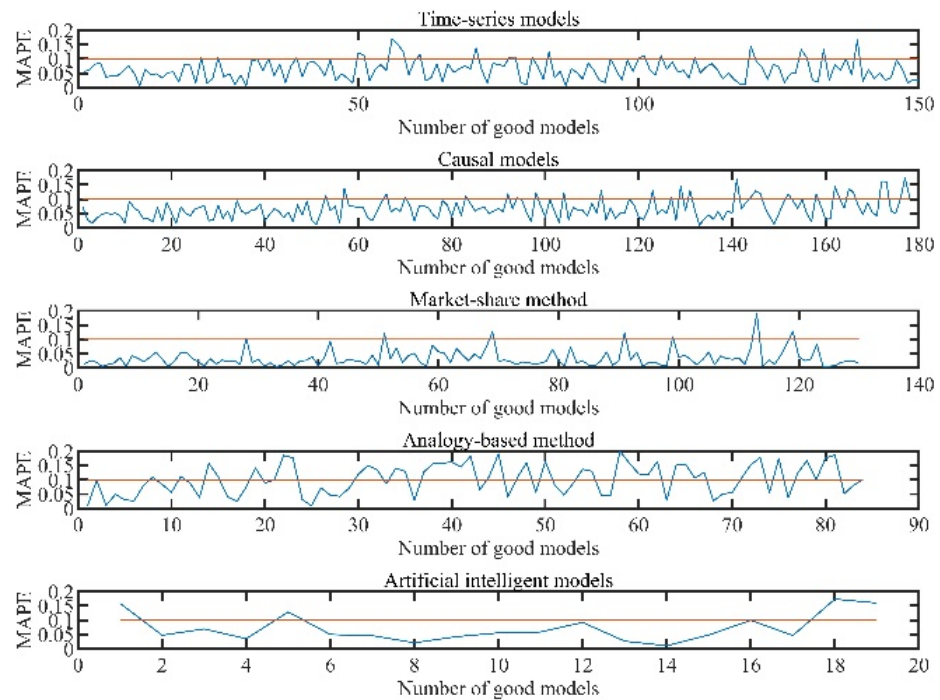 Time-series models
MAPE
0.2
0.15
0.1
0.05
0
0 50 100 150
Number of good models
Causal models
MAPE
0.2
0.15
0.1
0.05
0
0 20 40 60 80 100 120 140 160 180
Number of good models
Market-share method
MAPE
0.2
0.15
0.1
0.05
0
0 20 40 60 80 100 120 140
Number of good models
Analogy-based method
MAPE
0.2
0.15
0.1
0.05
0
0 10 20 30 40 50 60 70 80 90
Number of good models
Artificial intelligent models
MAPE
0.2
0.15
0.1
0.05
0
0 2 4 6 8 10 12 14 16 18 20
Number of good models